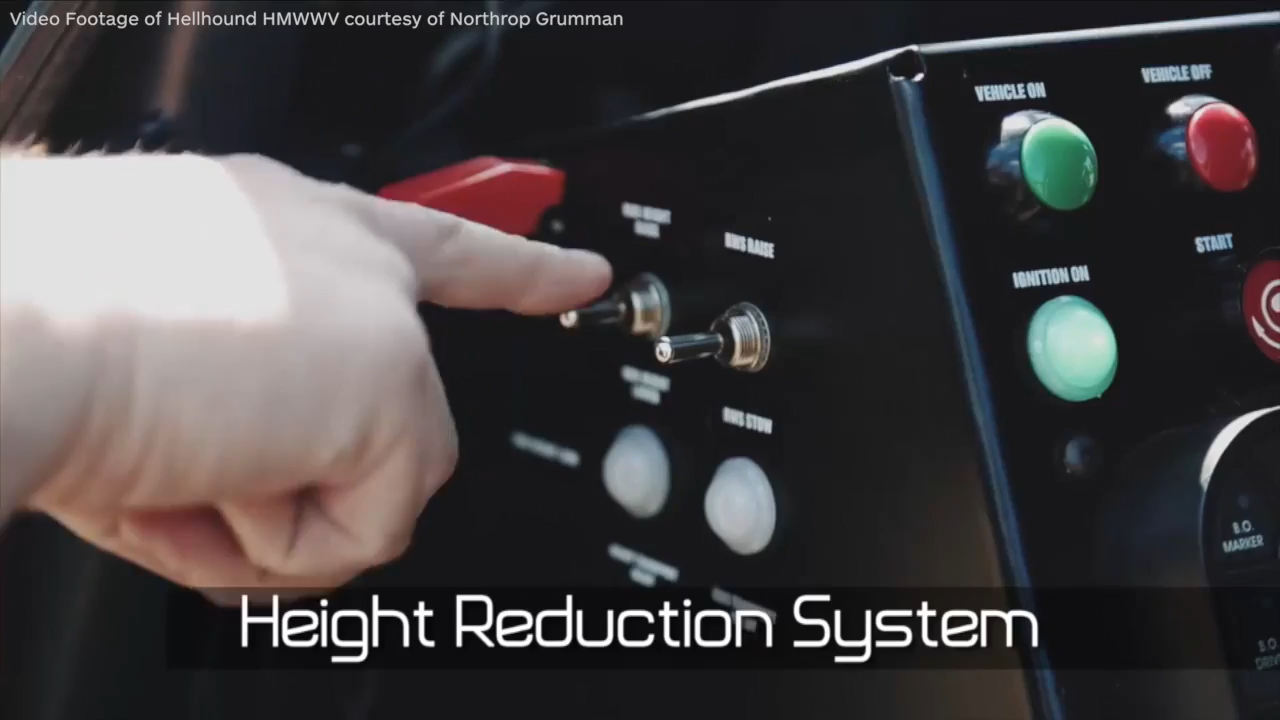 Video Footage of Hellhound HMWWV courtesy of Northrop Grumman
VEHICLE ON
VEHICLE OFF
RWS RAISE
START
IGNITION ON
RWS STOW
B.O.
MARKER
B.O.
Height Reduction System